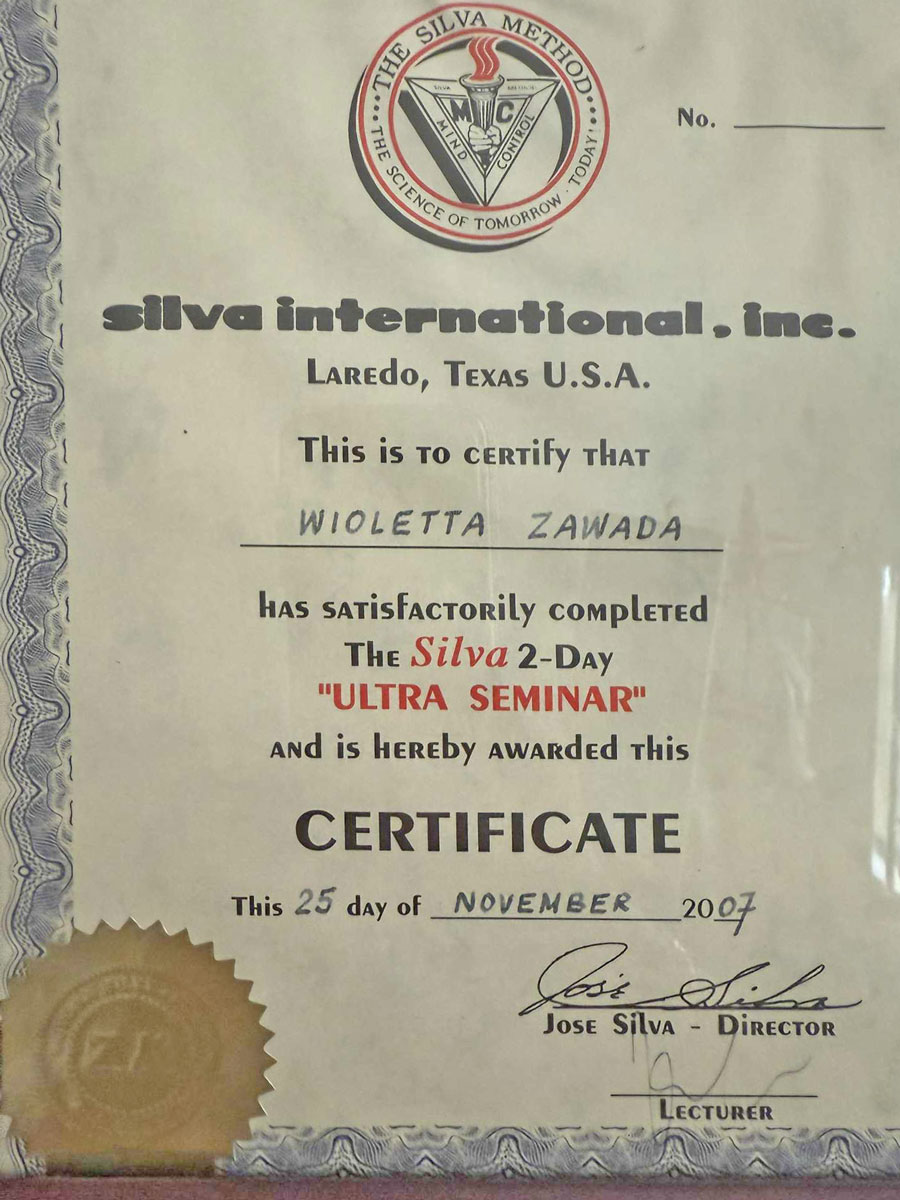 THE SILVA METHOD
MC
MIND CONTROL
THE SCIENCE OF TOMORROW · TODAY!
No.
silva international, inc.
Laredo, Texas U.S.A.
This is to certify that
WIOLETTA ZAWADA
has satisfactorily completed
The Silva 2-Day
"ULTRA SEMINAR"
and is hereby awarded this
CERTIFICATE
This 25 day of NOVEMBER 2007
José Silva
Jose Silva - Director
Lecturer